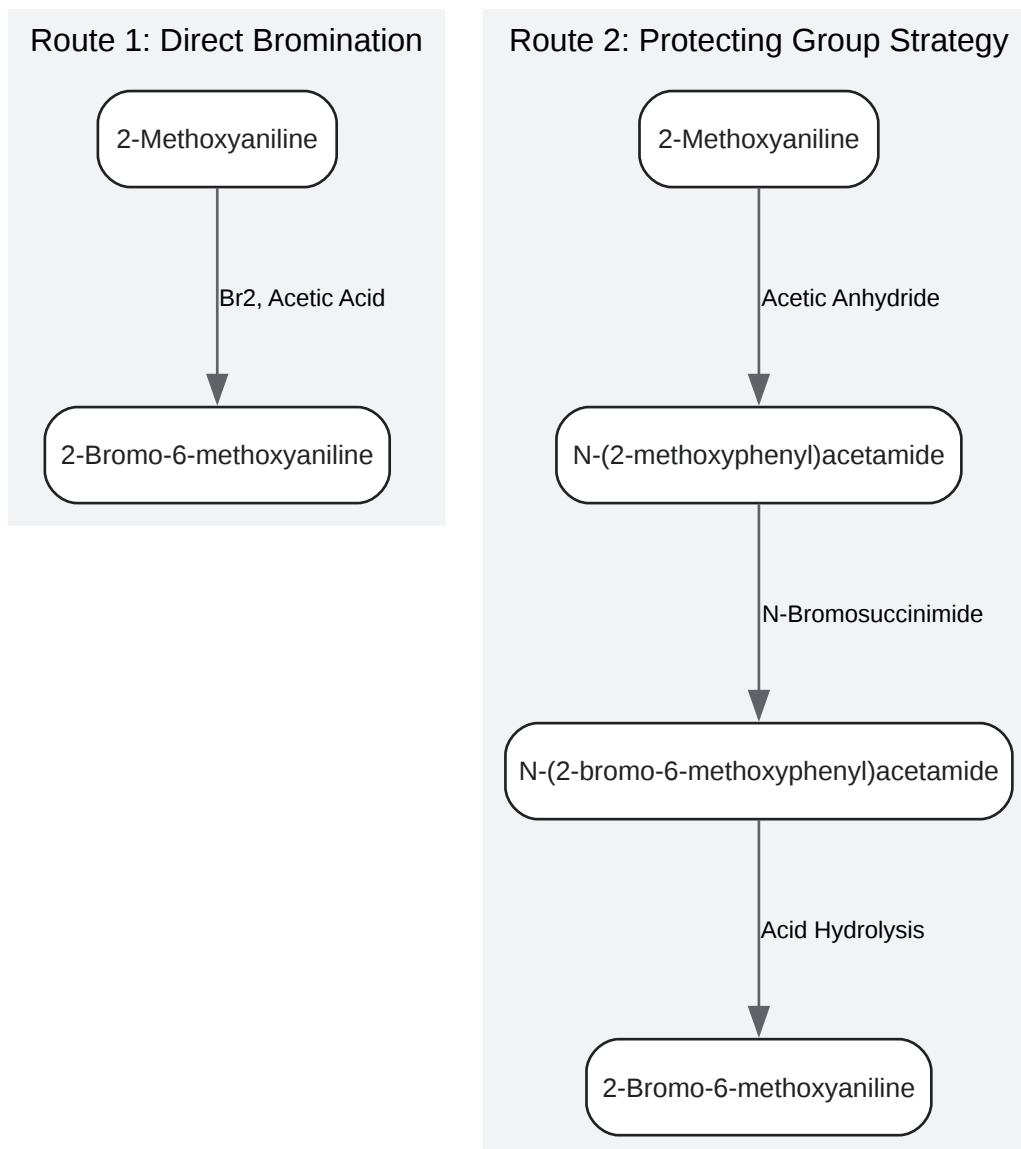 Route 1: Direct Bromination
2-Methoxyaniline
Br2, Acetic Acid
2-Bromo-6-methoxyaniline
Route 2: Protecting Group Strategy
2-Methoxyaniline
Acetic Anhydride
N-(2-methoxyphenyl)acetamide
N-Bromosuccinimide
N-(2-bromo-6-methoxyphenyl)acetamide
Acid Hydrolysis
2-Bromo-6-methoxyaniline